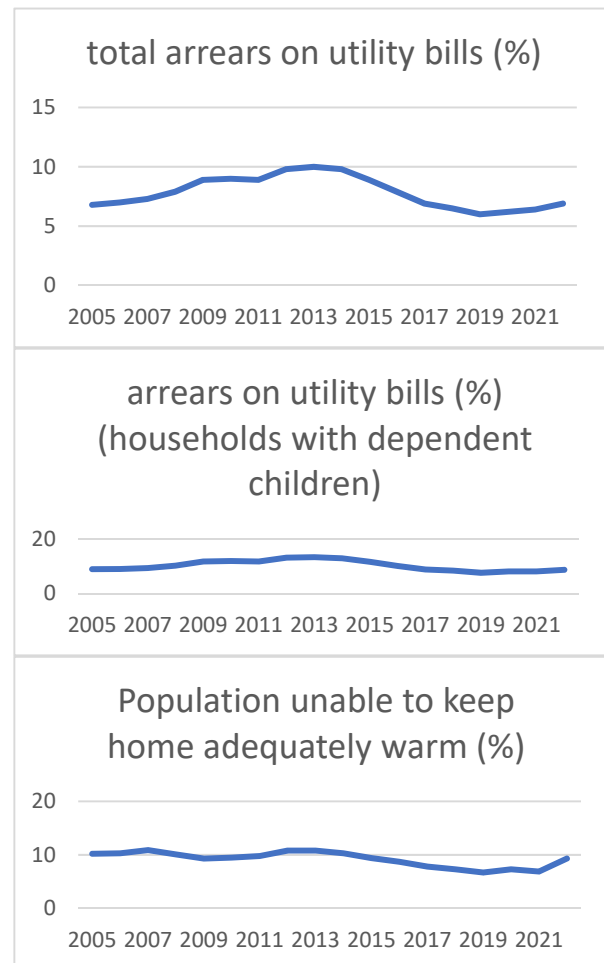 total arrears on utility bills (%)
15
10
5
0
2005 2007 2009 2011 2013 2015 2017 2019 2021
arrears on utility bills (%)
(households with dependent
children)
20
0
2005 2007 2009 2011 2013 2015 2017 2019 2021
Population unable to keep
home adequately warm (%)
20
10
0
2005 2007 2009 2011 2013 2015 2017 2019 2021